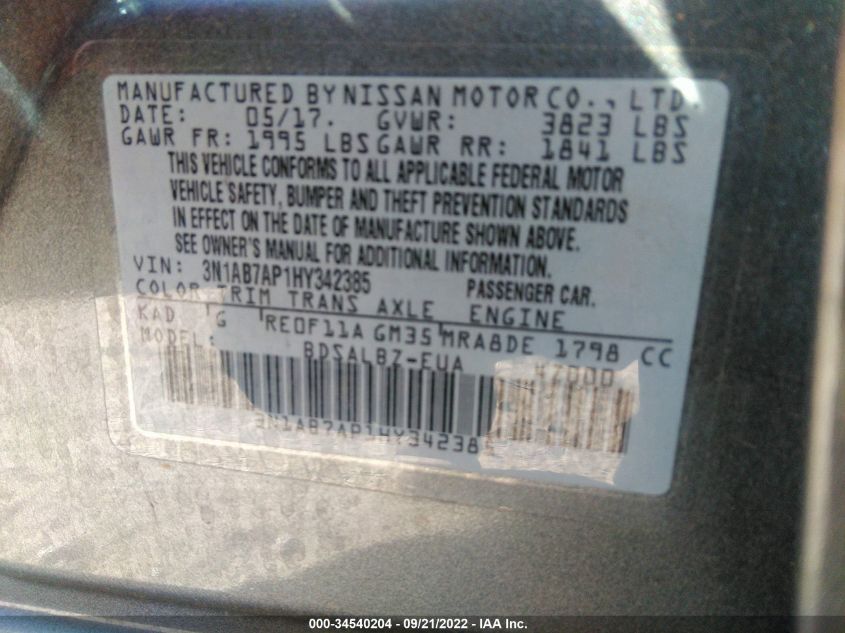 MANUFACTURED BY NISSAN MOTOR CO., LTD.
DATE: 05/17. GVWR: 3823 LBS
GAWR FR: 1995 LBS GAWR RR: 1841 LBS
THIS VEHICLE CONFORMS TO ALL APPLICABLE FEDERAL MOTOR
VEHICLE SAFETY, BUMPER AND THEFT PREVENTION STANDARDS
IN EFFECT ON THE DATE OF MANUFACTURE SHOWN ABOVE.
SEE OWNER'S MANUAL FOR ADDITIONAL INFORMATION.
VIN: 3N1AB7AP1HY342385 PASSENGER CAR.
COLOR TRIM TRANS AXLE ENGINE
KAD G RE0F11A GM35 MRA8DE 1798 CC
MODEL: BDSALBZ-EUA
3N1AB7AP1HY34238
000-34540204 - 09/21/2022 - IAA Inc.